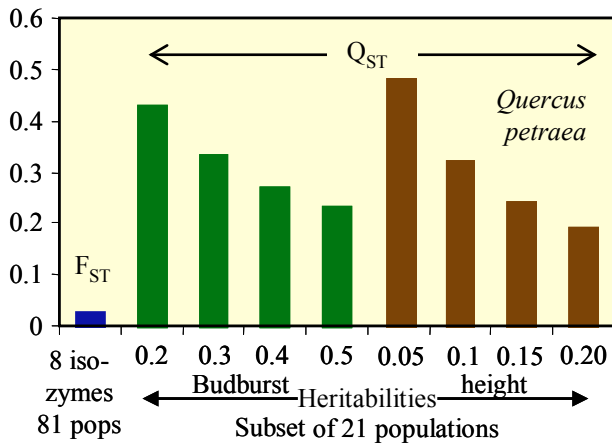 0.6
0.5
0.4
0.3
0.2
0.1
0
QST
Quercus
petraea
FST
8 iso-
zymes
81 pops
0.2 0.3 0.4 0.5 0.05 0.1 0.15 0.20
Budburst height
Heritabilities
Subset of 21 populations